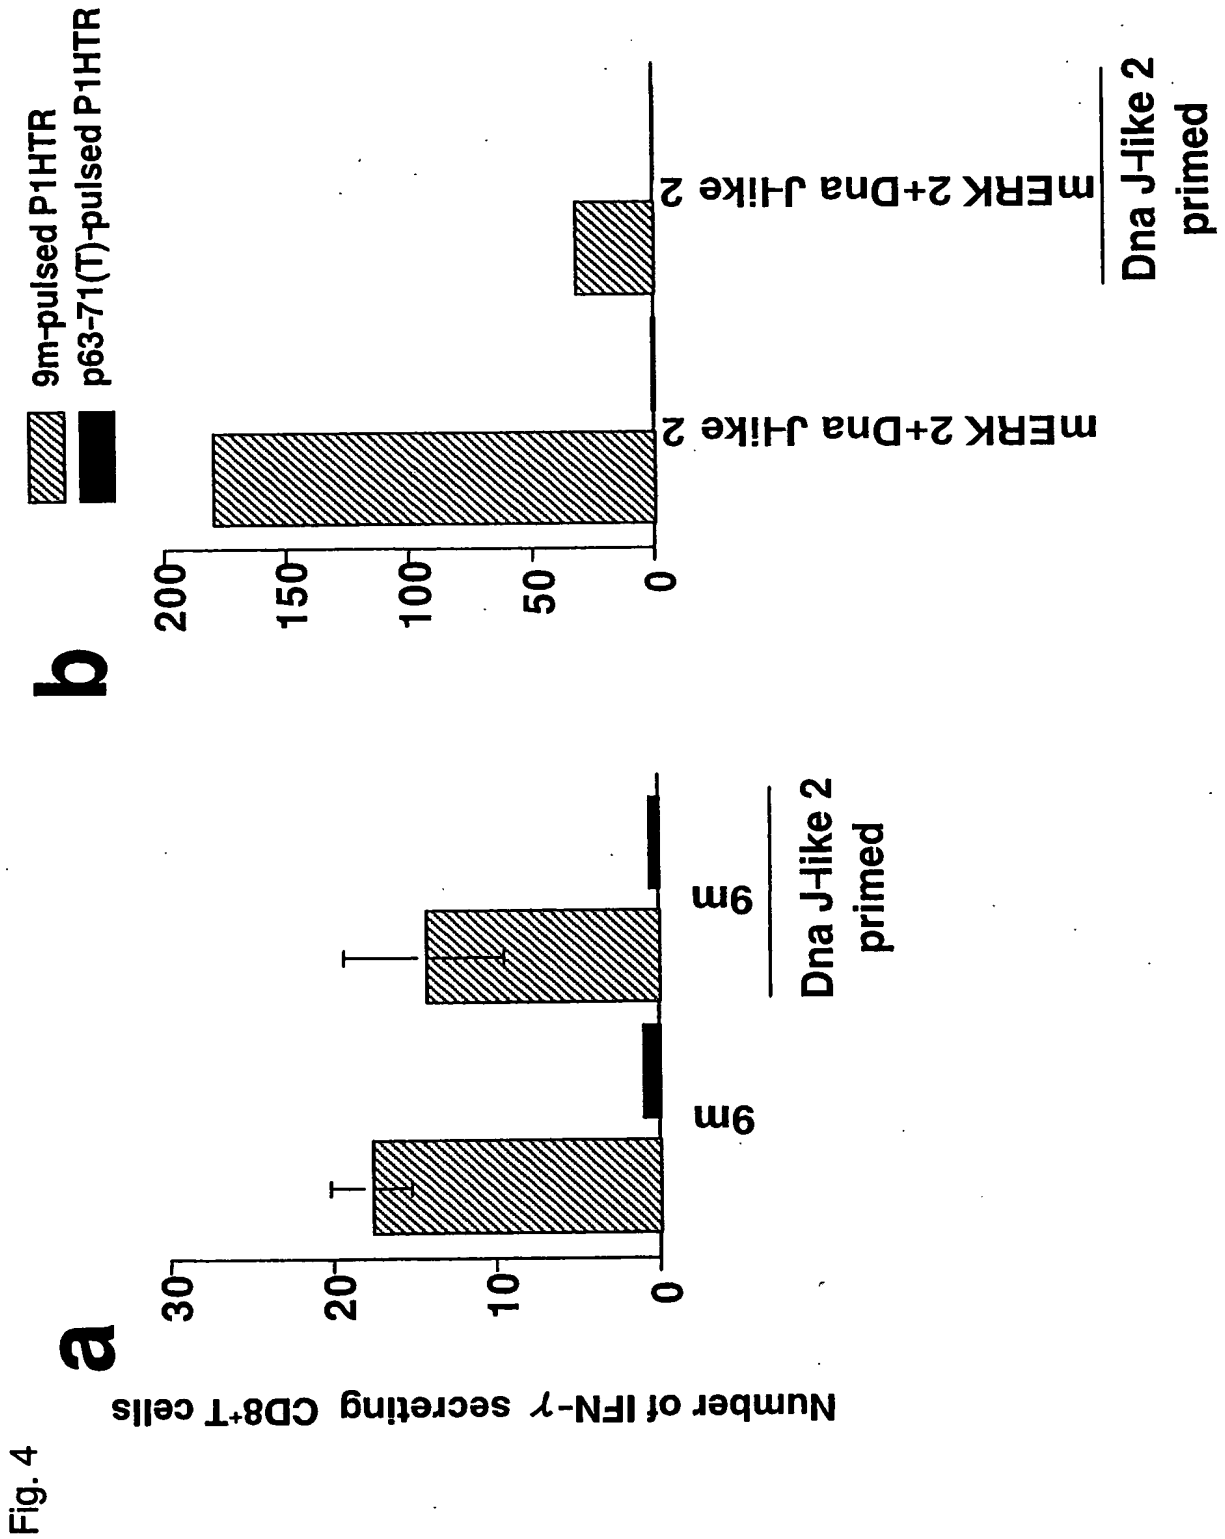 Fig. 4
a
Number of IFN-γ secreting CD8⁺T cells
30
20
10
0
9m
9m
Dna J-like 2
primed
b
9m-pulsed P1HTR
p63-71(T)-pulsed P1HTR
200
150
100
50
0
mERK 2+Dna J-like 2
mERK 2+Dna J-like 2
Dna J-like 2
primed